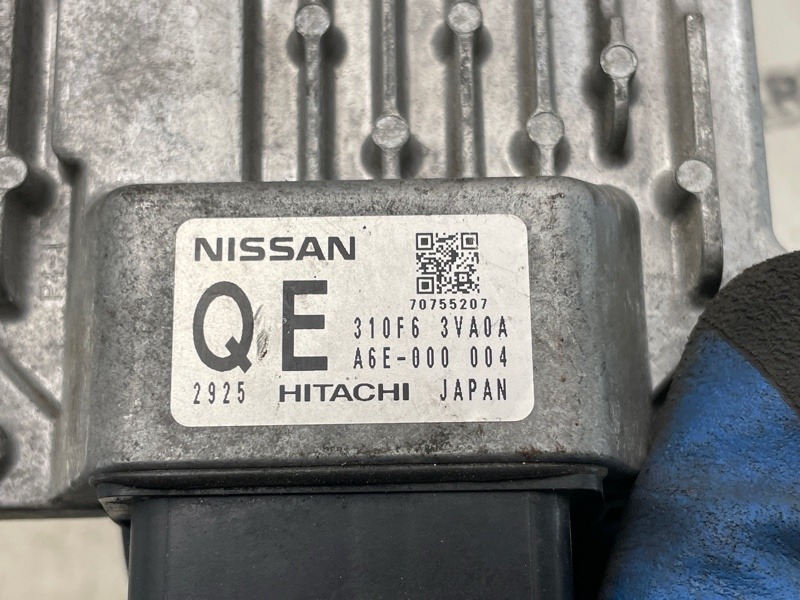 NISSAN
70755207
QE
310F6 3VA0A
A6E-000 004
2925 HITACHI JAPAN